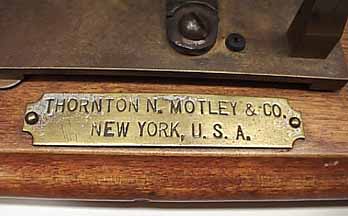 THORNTON N. MOTLEY & CO.
NEW YORK, U. S. A.